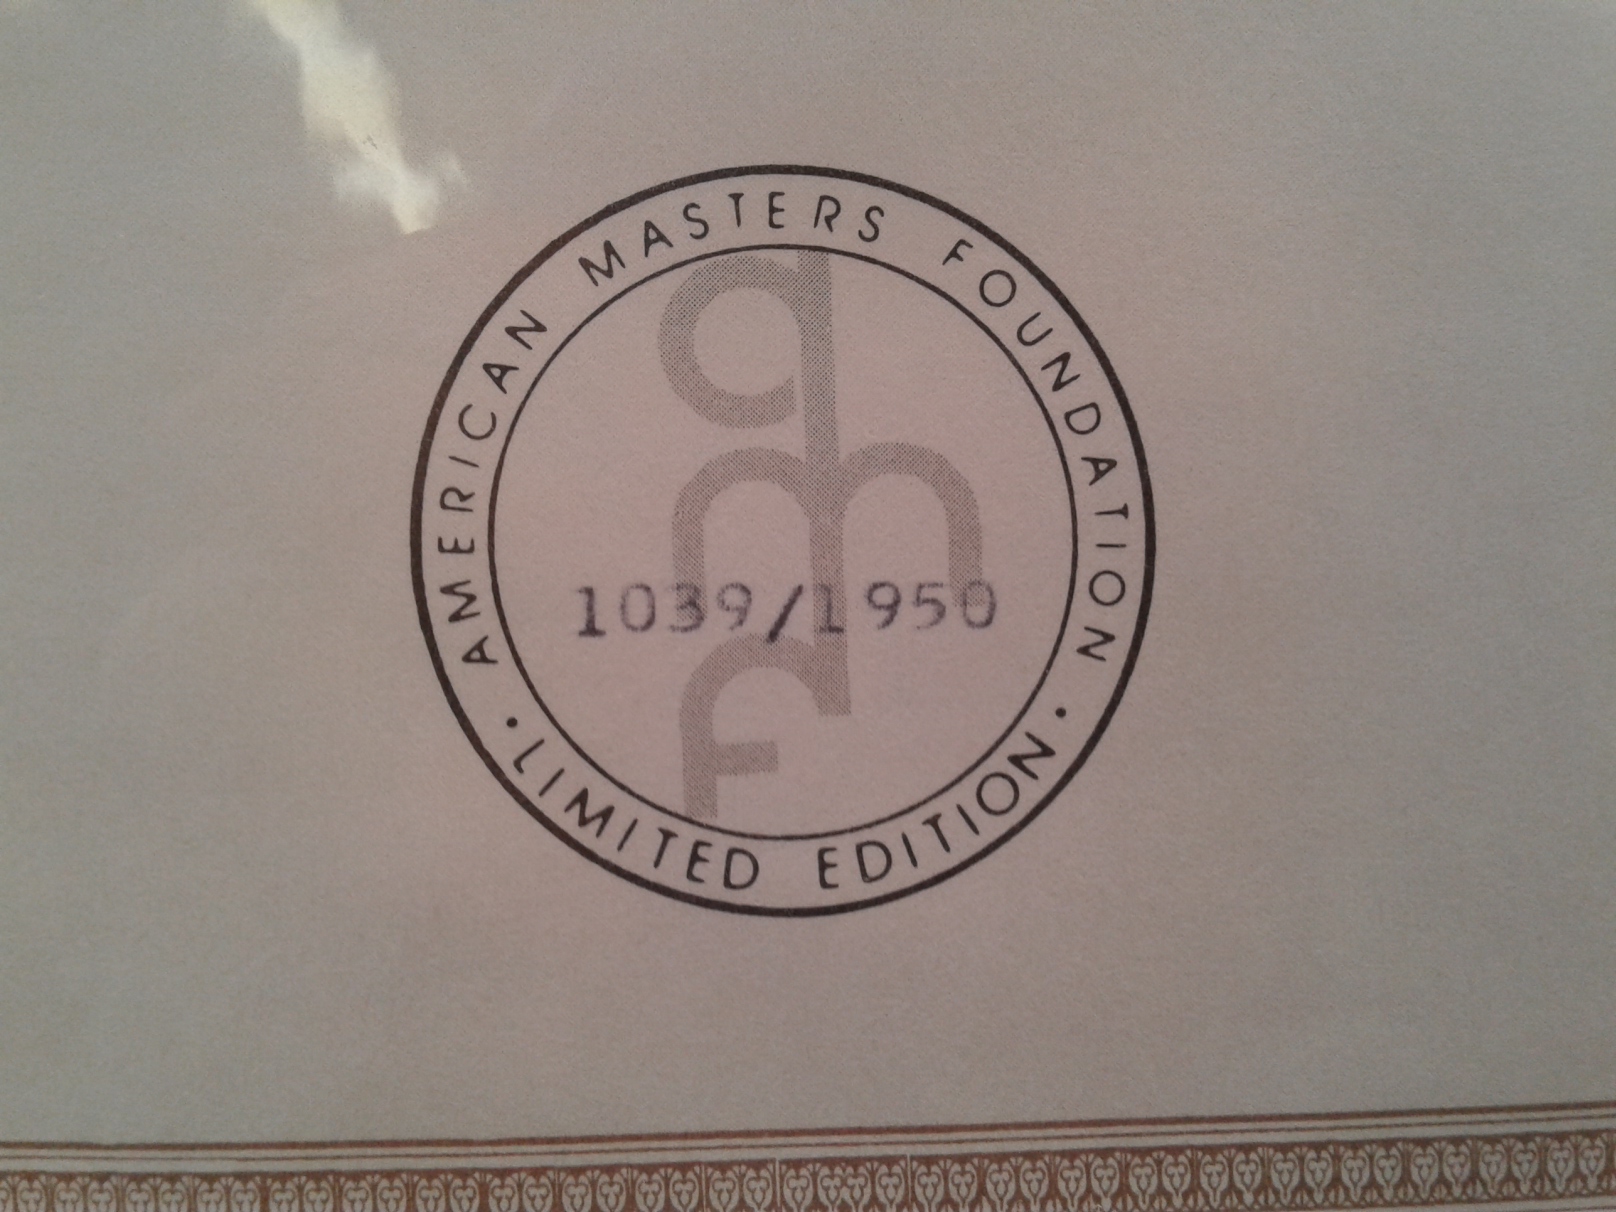 AMERICAN MASTERS FOUNDATION
amf
1039/1950
· LIMITED EDITION ·